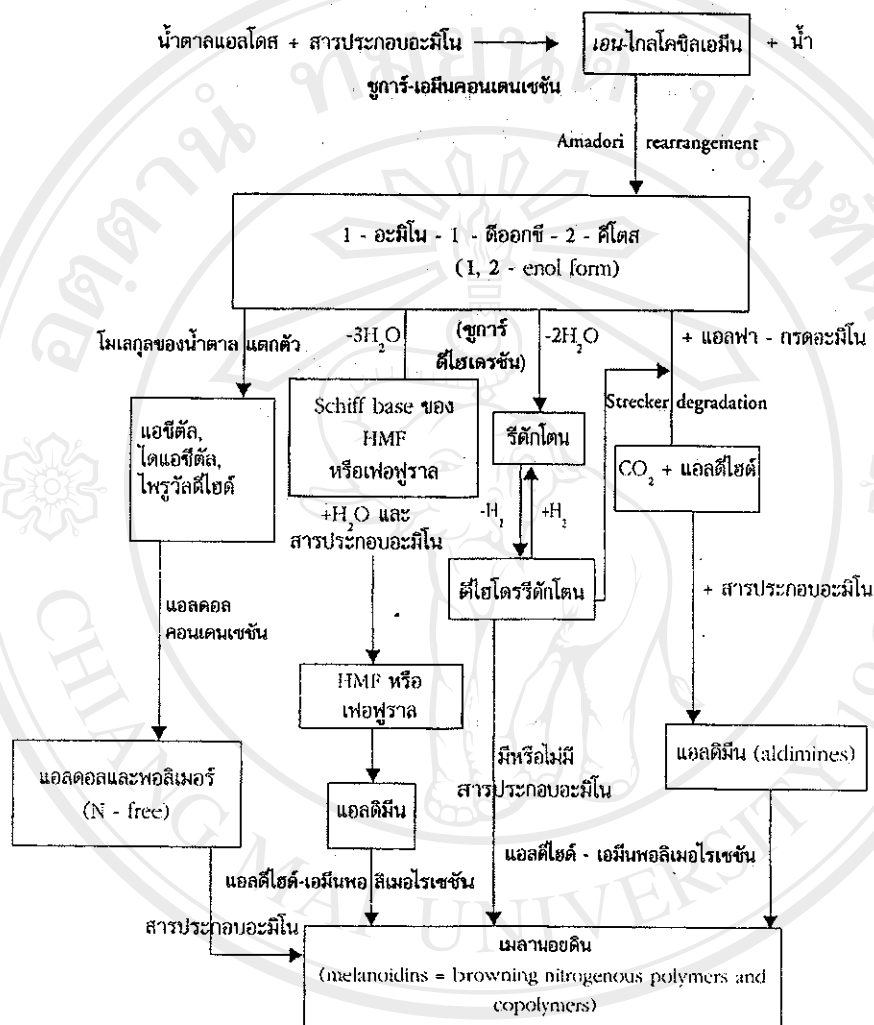 น้ำตาลแอลโดส + สารประกอบอะมิโน
เอน-ไกลโคซิลเอมีน
+ น้ำ
ชูการ์-เอมีนคอนเดนเซชัน
Amadori rearrangement
1 - อะมิโน - 1 - ดีออกซี - 2 - คีโตส
(1, 2 - enol form)
โมเลกุลของน้ำตาล แตกตัว
-3H₂O
(ชูการ์
ดีไฮเดรชัน)
-2H₂O
+ แอลฟา - กรดอะมิโน
Strecker degradation
แอซีตัล,
ไดแอซีตัล,
ไพรูวัลดีไฮด์
Schiff base ของ
HMF
หรือเฟอฟูราล
รีดักโตน
CO₂ + แอลดีไฮด์
+H₂O และ
สารประกอบอะมิโน
-H₂
+H₂
ดีไฮโดรรีดักโตน
+ สารประกอบอะมิโน
แอลดอล
คอนเดนเซชัน
HMF หรือ
เฟอฟูราล
แอลดอลและพอลิเมอร์
(N - free)
แอลดิมีน
มีหรือไม่มี
สารประกอบอะมิโน
แอลดิมีน (aldimines)
แอลดีไฮด์-เอมีนพอ ลิเมอไรเซชัน
แอลดีไฮด์ - เอมีนพอลิเมอไรเซชัน
สารประกอบอะมิโน
เมลานอยดิน
(melanoidins = browning nitrogenous polymers and
copolymers)
CHIANG MAI UNIVERSITY